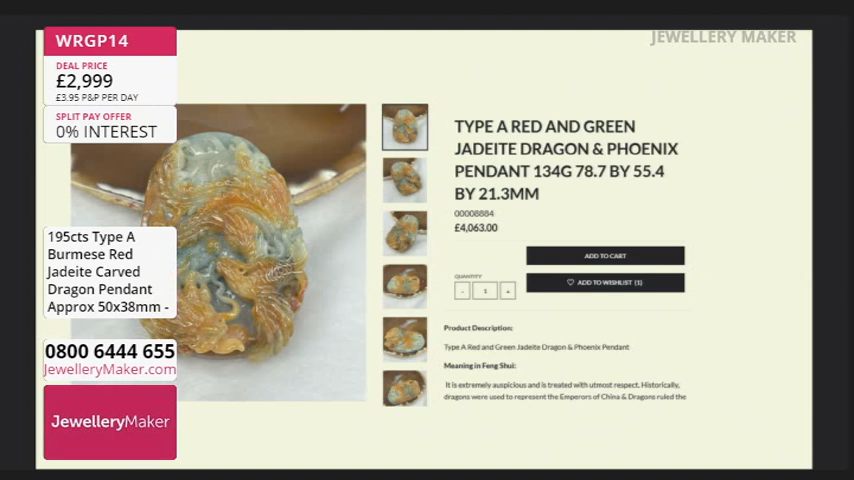 JEWELLERY MAKER
WRGP14
DEAL PRICE
£2,999
£3.95 P&P PER DAY
SPLIT PAY OFFER
0% INTEREST
195cts Type A
Burmese Red
Jadeite Carved
Dragon Pendant
Approx 50x38mm -
0800 6444 655
JewelleryMaker.com
JewelleryMaker
TYPE A RED AND GREEN
JADEITE DRAGON & PHOENIX
PENDANT 134G 78.7 BY 55.4
BY 21.3MM
00008884
£4,063.00
ADD TO CART
QUANTITY
- 1 +
ADD TO WISHLIST (1)
Product Description:
Type A Red and Green Jadeite Dragon & Phoenix Pendant
Meaning in Feng Shui:
It is extremely auspicious and is treated with utmost respect. Historically,
dragons were used to represent the Emperors of China & Dragons ruled the